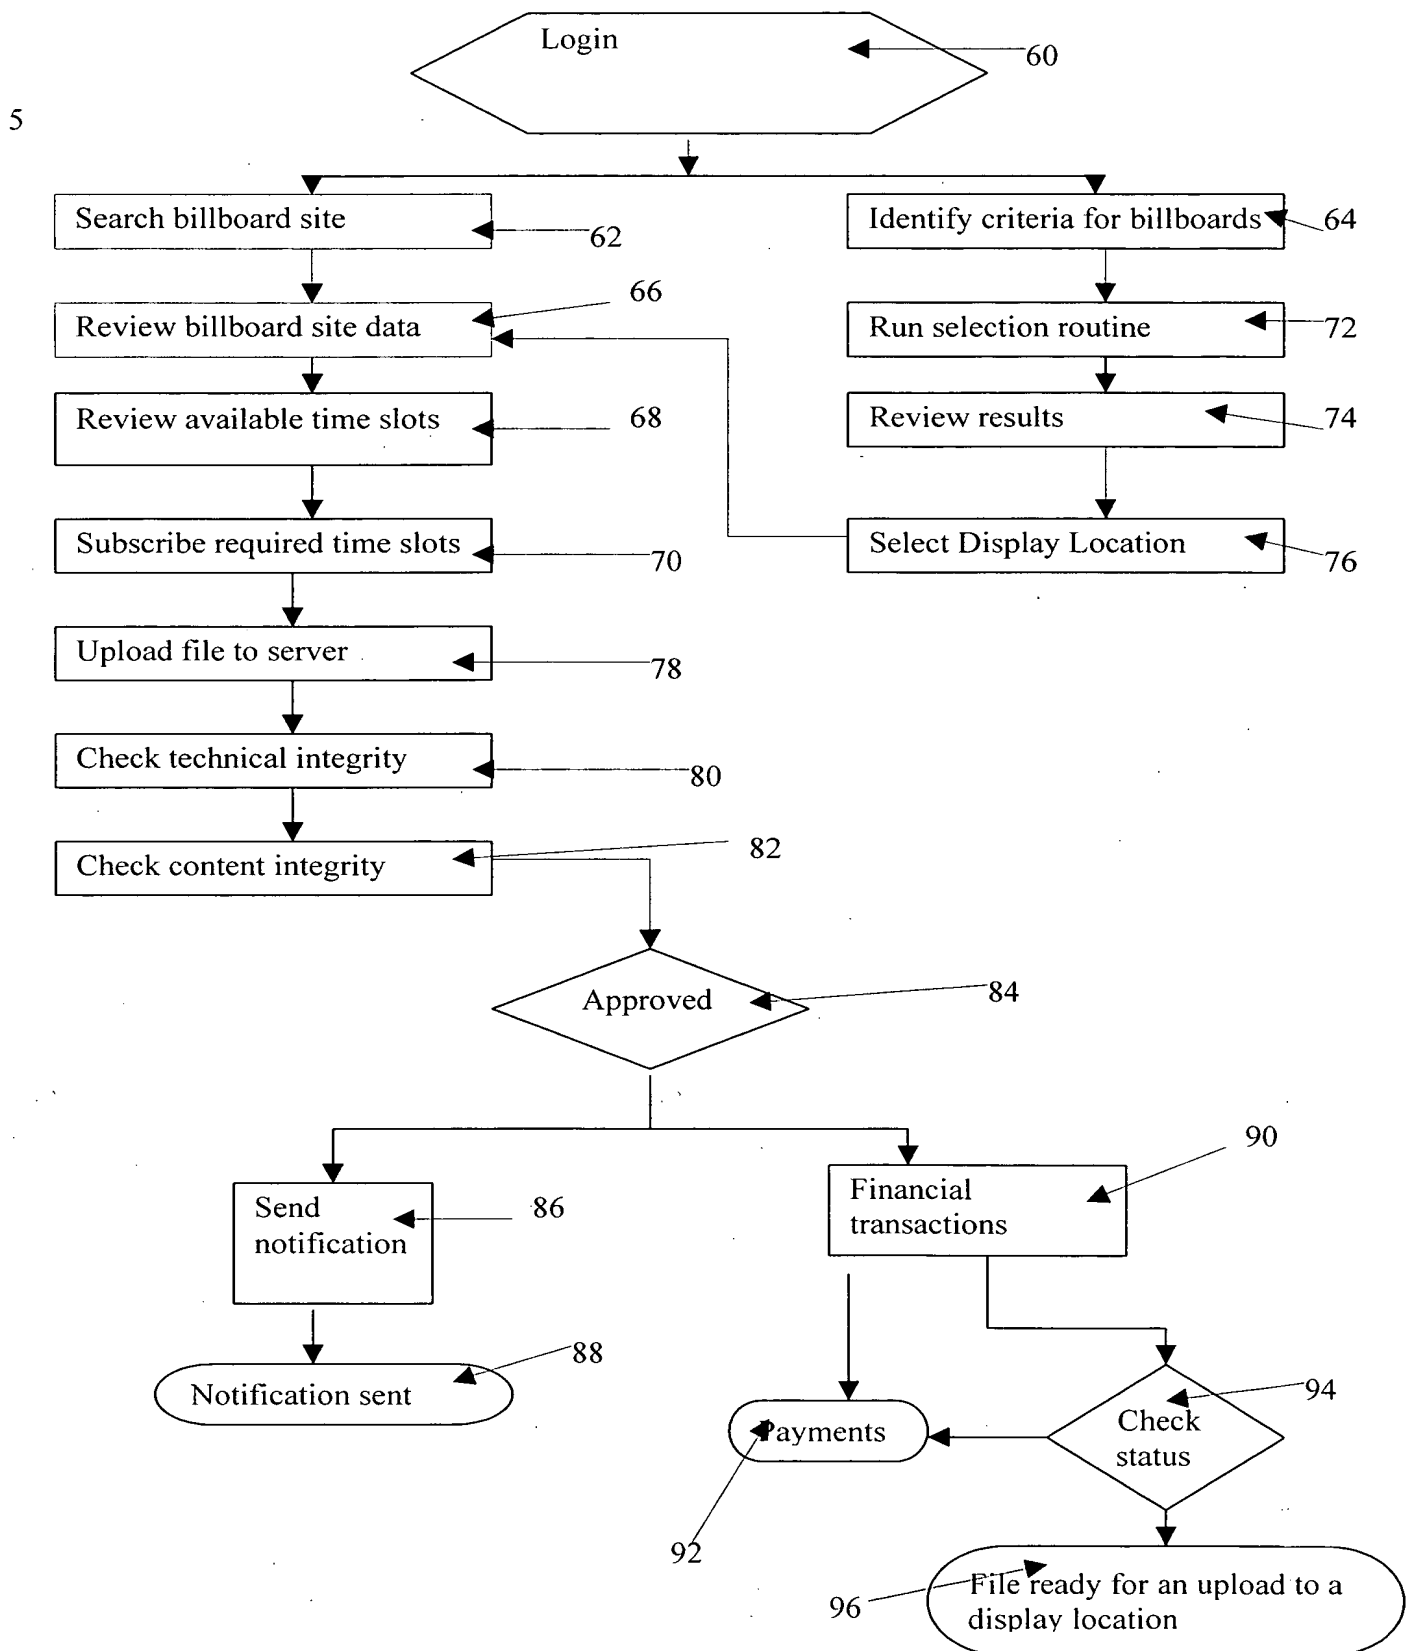 Login
60
5
Search billboard site
62
Identify criteria for billboards
64
Review billboard site data
66
Run selection routine
72
Review available time slots
68
Review results
74
Subscribe required time slots
70
Select Display Location
76
Upload file to server
78
Check technical integrity
80
Check content integrity
82
Approved
84
Send
notification
86
Financial
transactions
90
Notification sent
88
Payments
92
Check
status
94
File ready for an upload to a
display location
96